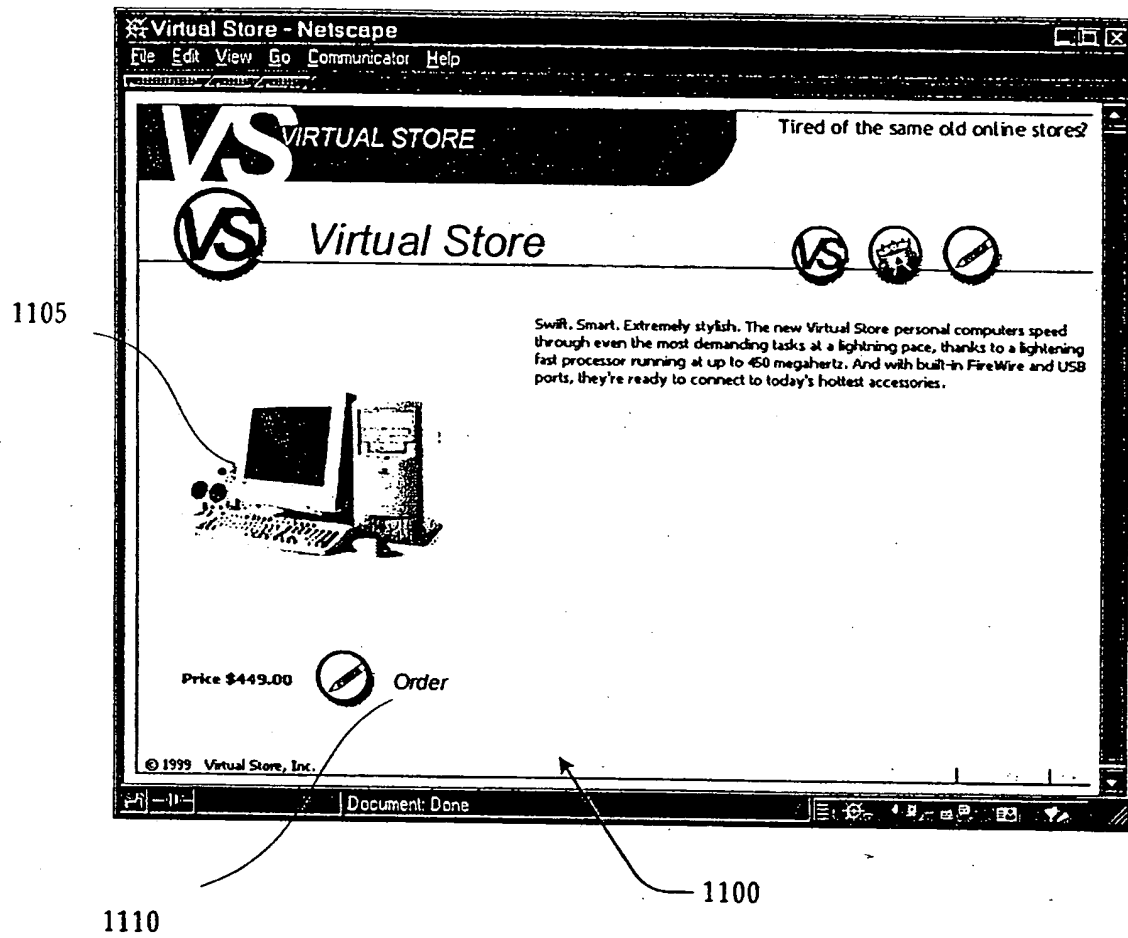 Virtual Store - Netscape
File Edit View Go Communicator Help
VS VIRTUAL STORE
Tired of the same old online stores?
VS Virtual Store
VS
1105
Swift. Smart. Extremely stylish. The new Virtual Store personal computers speed
through even the most demanding tasks at a lightning pace, thanks to a lightening
fast processor running at up to 450 megahertz. And with built-in FireWire and USB
ports, they're ready to connect to today's hottest accessories.
Price $449.00 Order
© 1999 Virtual Store, Inc.
Document: Done
1100
1110